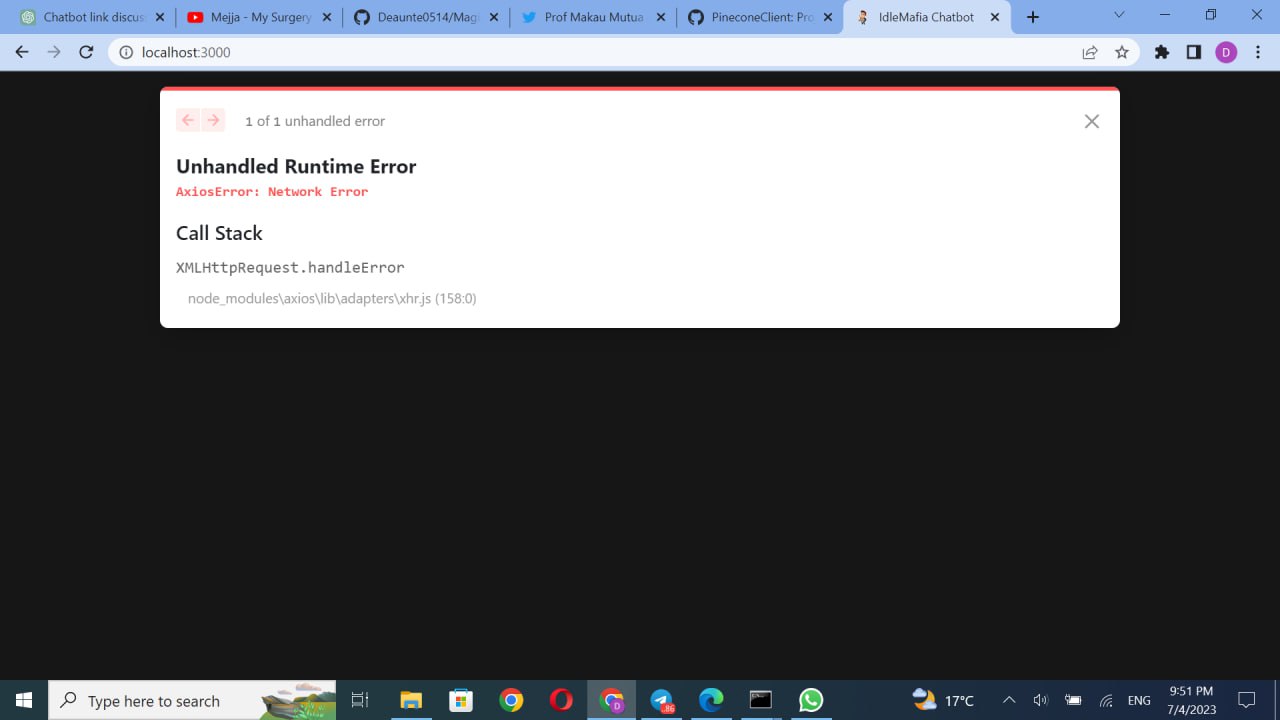 Chatbot link discus
Mejja - My Surgery
Deaunte0514/Magi
Prof Makau Mutua
PineconeClient: Pro
IdleMafia Chatbot
localhost:3000
D
1 of 1 unhandled error
Unhandled Runtime Error
AxiosError: Network Error
Call Stack
XMLHttpRequest.handleError
node_modules\axios\lib\adapters\xhr.js (158:0)
Type here to search
D
.86
17°C
ENG
9:51 PM
7/4/2023